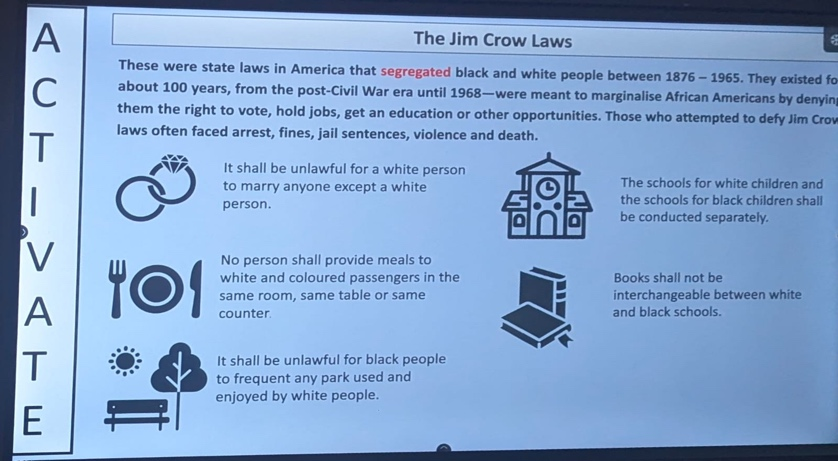 ACTIVATE
The Jim Crow Laws
These were state laws in America that segregated black and white people between 1876 – 1965. They existed fo
about 100 years, from the post-Civil War era until 1968—were meant to marginalise African Americans by denying
them the right to vote, hold jobs, get an education or other opportunities. Those who attempted to defy Jim Crow
laws often faced arrest, fines, jail sentences, violence and death.
It shall be unlawful for a white person
to marry anyone except a white
person.
The schools for white children and
the schools for black children shall
be conducted separately.
No person shall provide meals to
white and coloured passengers in the
same room, same table or same
counter.
Books shall not be
interchangeable between white
and black schools.
It shall be unlawful for black people
to frequent any park used and
enjoyed by white people.